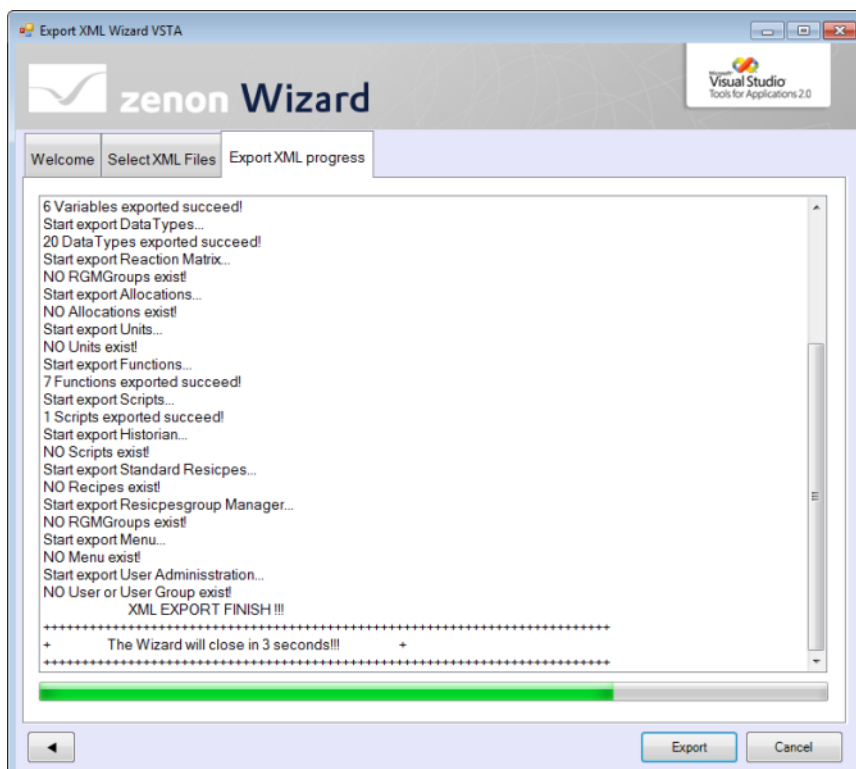 Export XML Wizard VSTA
zenon Wizard
Microsoft
Visual Studio
Tools for Applications 2.0
Welcome
Select XML Files
Export XML progress
6 Variables exported succeed!
Start export DataTypes...
20 DataTypes exported succeed!
Start export Reaction Matrix...
NO RGMGroups exist!
Start export Allocations...
NO Allocations exist!
Start export Units...
NO Units exist!
Start export Functions...
7 Functions exported succeed!
Start export Scripts...
1 Scripts exported succeed!
Start export Historian...
NO Scripts exist!
Start export Standard Resicpes...
NO Recipes exist!
Start export Resicpesgroup Manager...
NO RGMGroups exist!
Start export Menu...
NO Menu exist!
Start export User Adminisstration...
NO User or User Group exist!
XML EXPORT FINISH !!!
+++++++++++++++++++++++++++++++++++++++++++++++++++++++++++++++++++++++++++
+ The Wizard will close in 3 seconds!!! +
+++++++++++++++++++++++++++++++++++++++++++++++++++++++++++++++++++++++++++
Export
Cancel